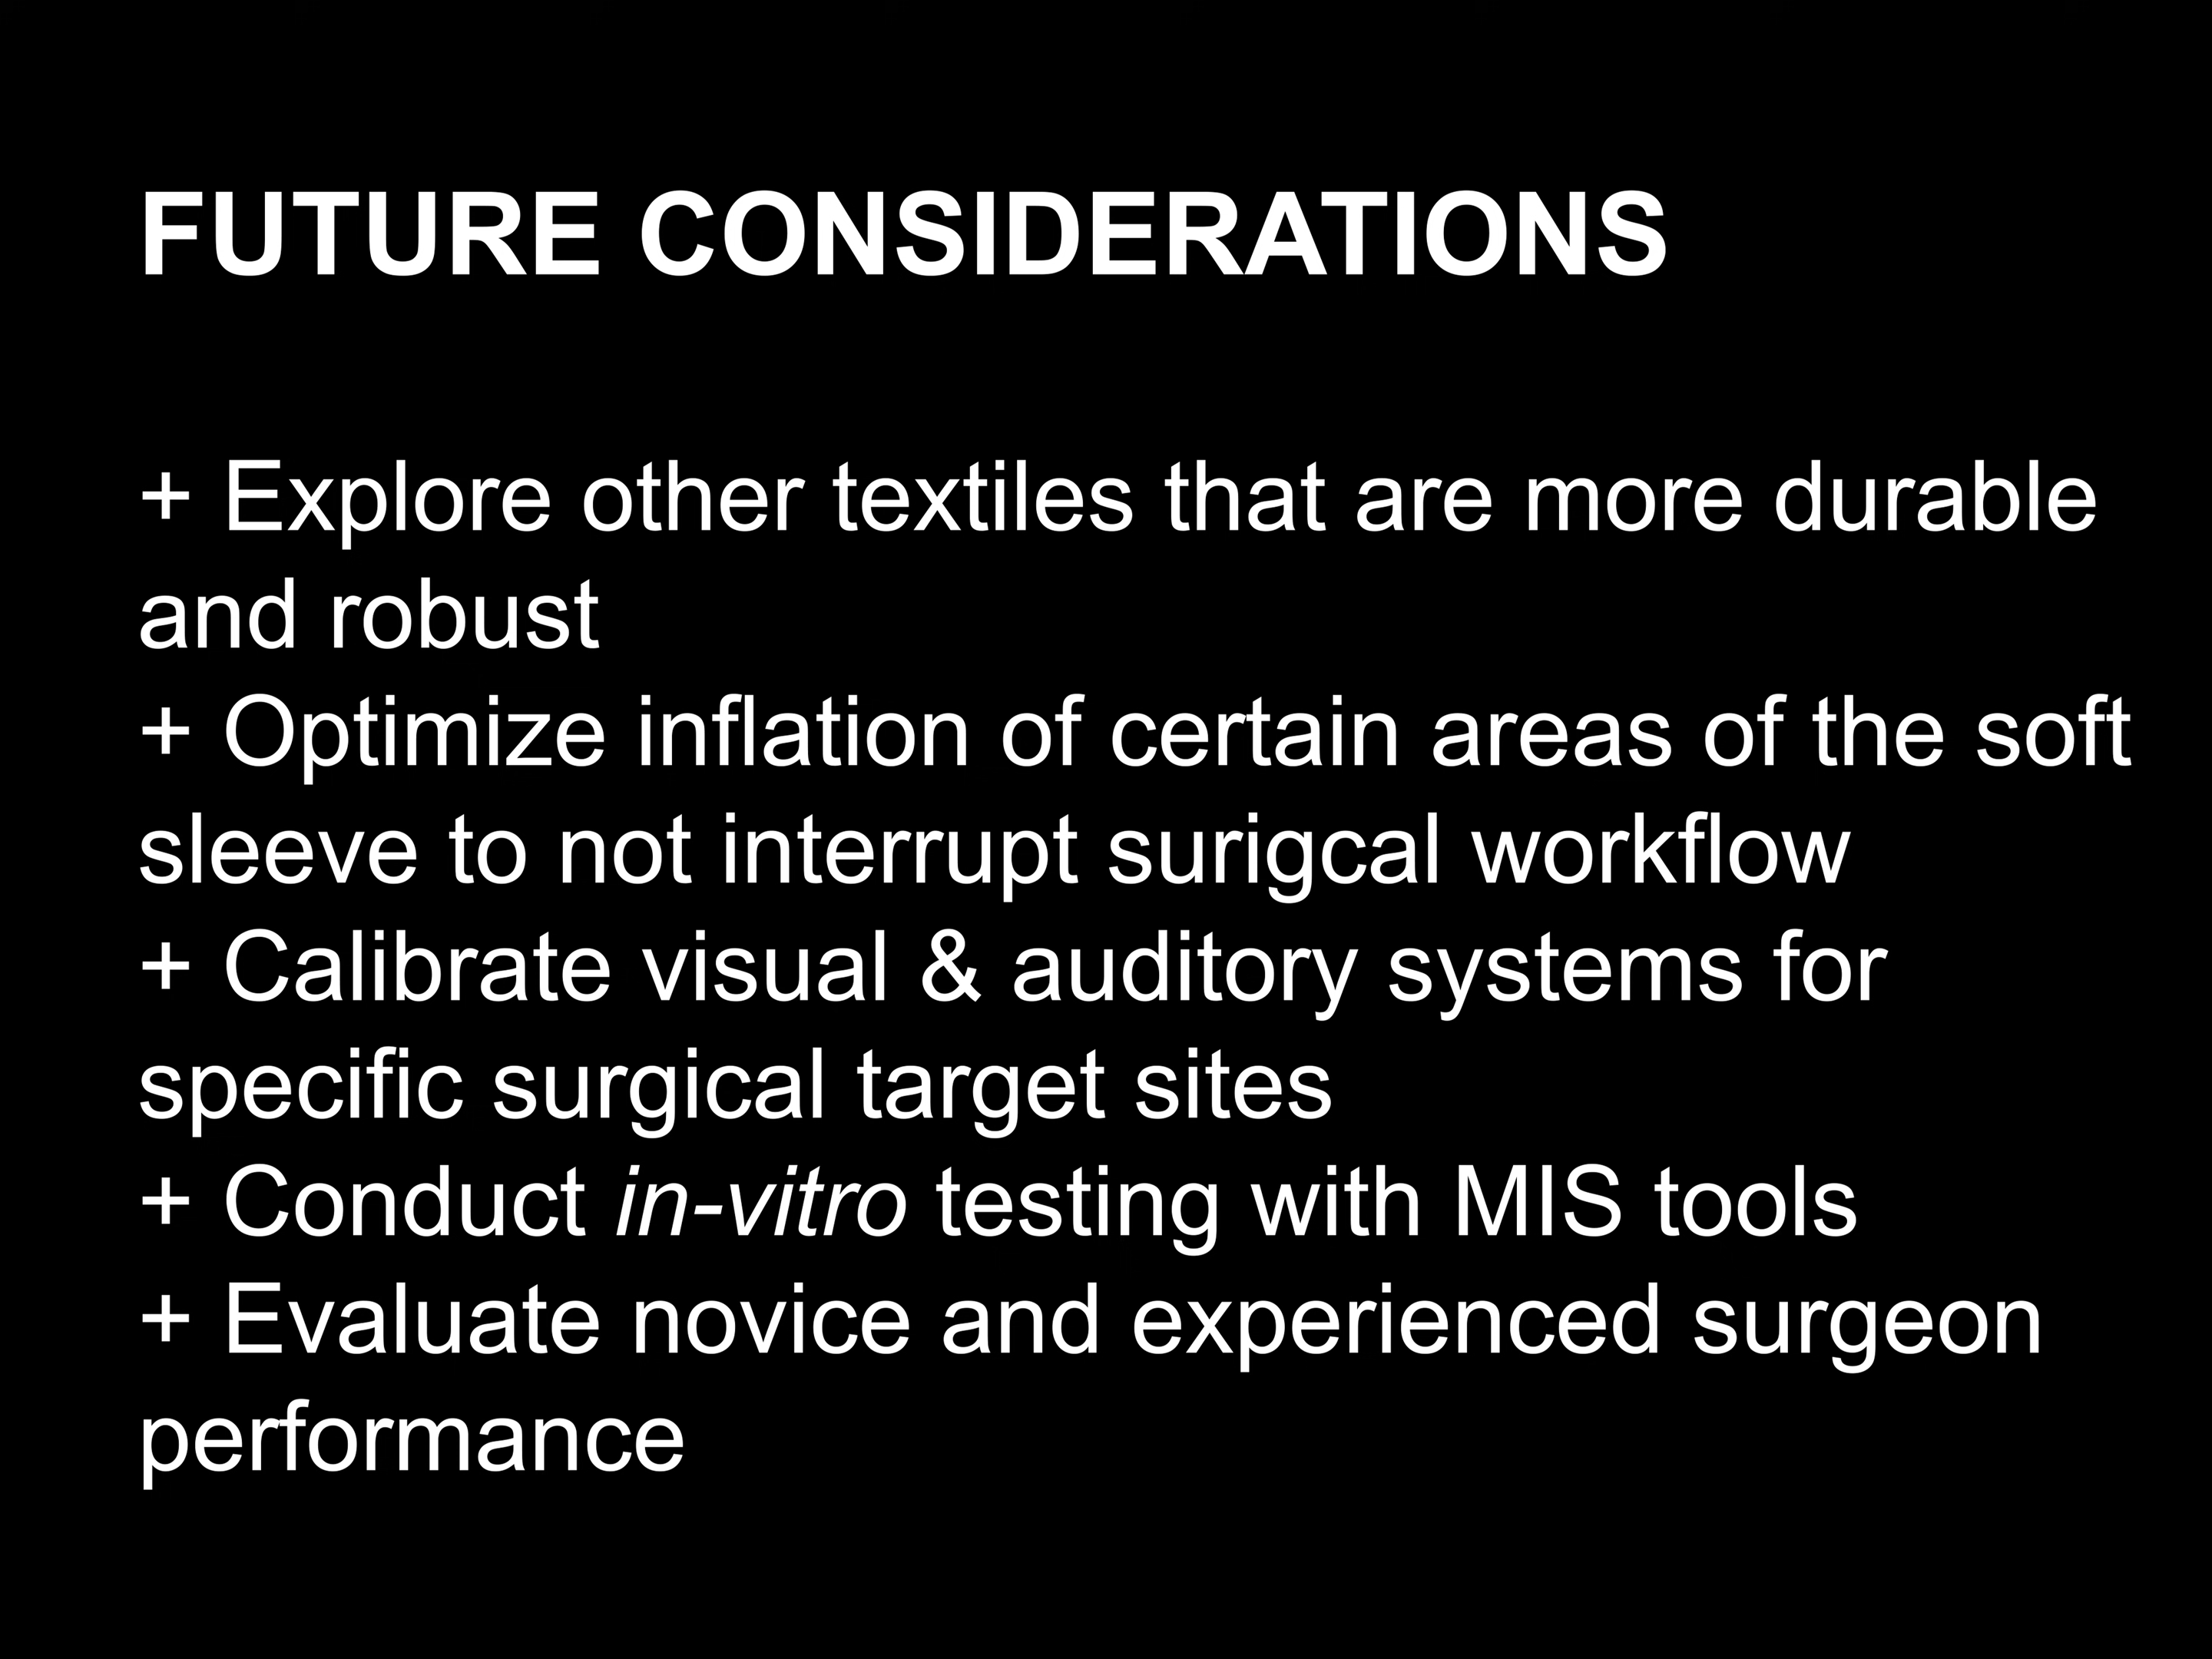 FUTURE CONSIDERATIONS
+ Explore other textiles that are more durable
and robust
+ Optimize inflation of certain areas of the soft
sleeve to not interrupt surigcal workflow
+ Calibrate visual & auditory systems for
specific surgical target sites
+ Conduct in-vitro testing with MIS tools
+ Evaluate novice and experienced surgeon
performance